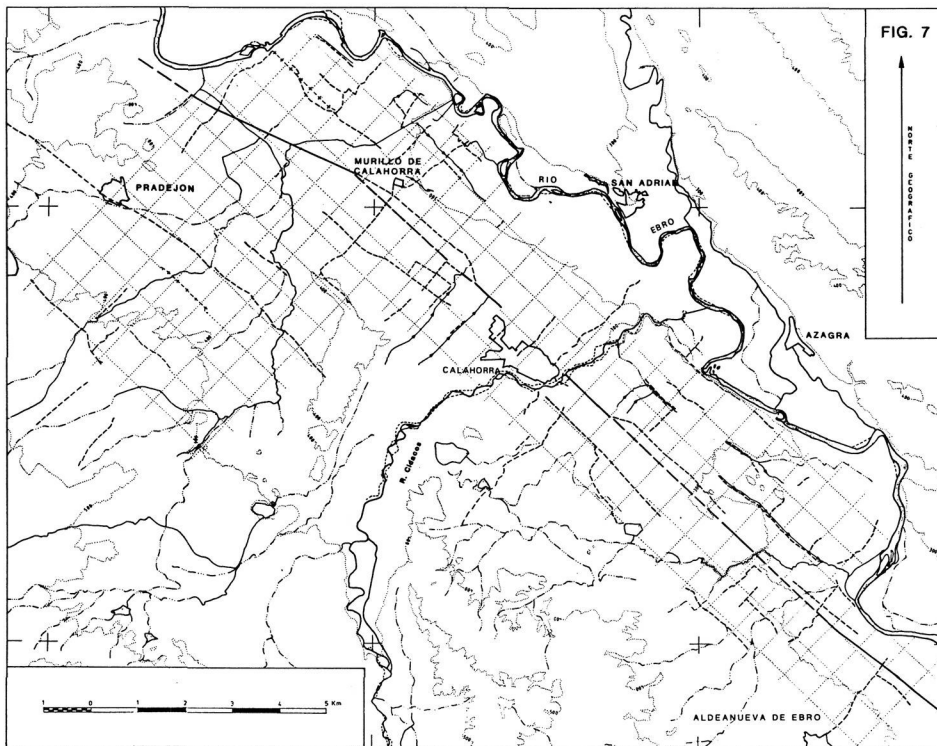 FIG. 7
NORTE GEOGRAFICO
MURILLO DE
CALAHORRA
PRADEJON
RIO
SAN ADRIAN
EBRO
AZAGRA
CALAHORRA
R. Cidacos
ALDEANUEVA DE EBRO
1 0 1 2 3 4 5 Km